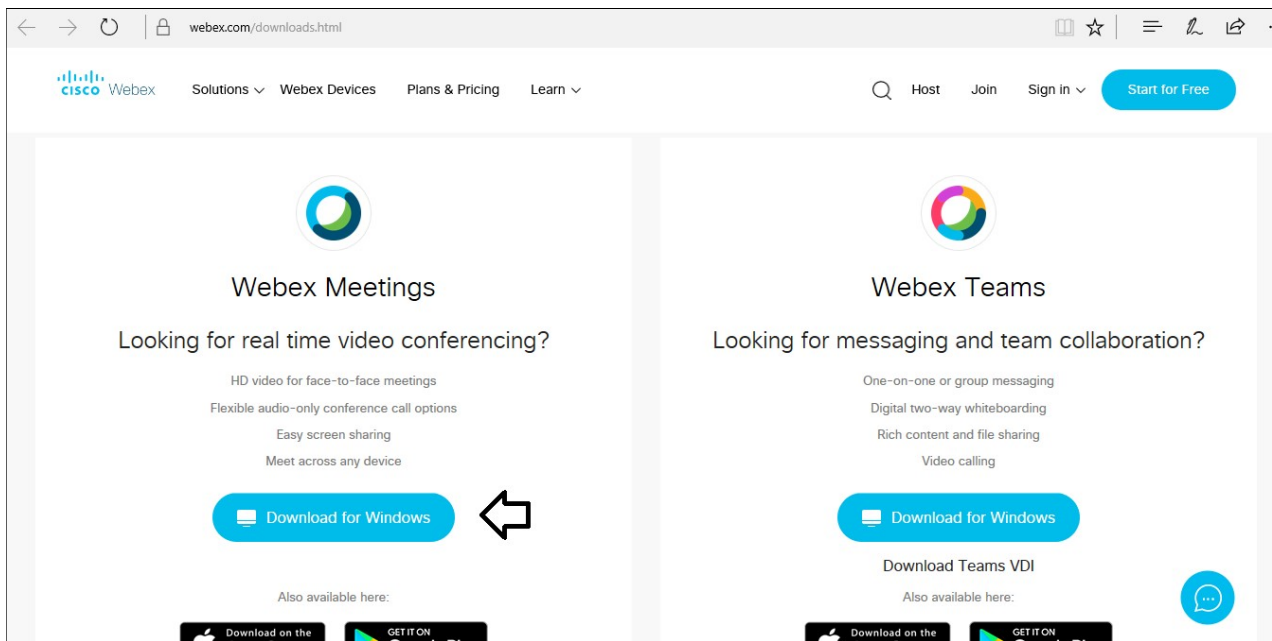 webex.com/downloads.html
CISCO Webex
Solutions
Webex Devices
Plans & Pricing
Learn
Host
Join
Sign in
Start for Free
Webex Meetings
Looking for real time video conferencing?
HD video for face-to-face meetings
Flexible audio-only conference call options
Easy screen sharing
Meet across any device
Download for Windows
Also available here:
Download on the
GET IT ON
Webex Teams
Looking for messaging and team collaboration?
One-on-one or group messaging
Digital two-way whiteboarding
Rich content and file sharing
Video calling
Download for Windows
Download Teams VDI
Also available here:
Download on the
GET IT ON